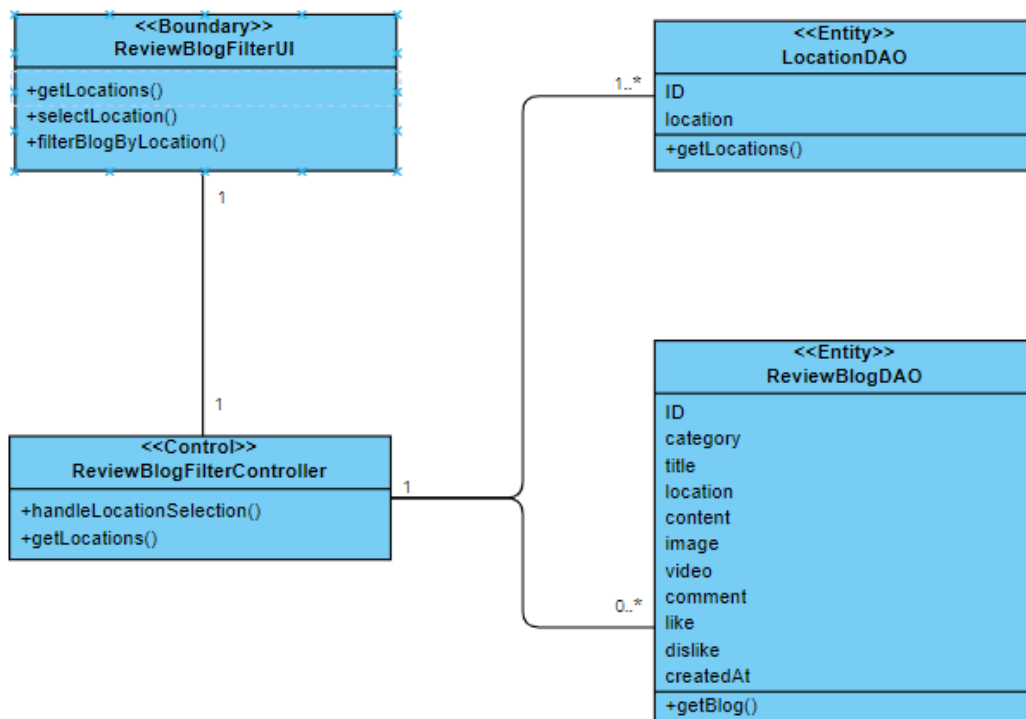 <<Boundary>>
ReviewBlogFilterUI
+getLocations()
+selectLocation()
+filterBlogByLocation()
1
1
<<Control>>
ReviewBlogFilterController
+handleLocationSelection()
+getLocations()
1
1..*
<<Entity>>
LocationDAO
ID
location
+getLocations()
0..*
<<Entity>>
ReviewBlogDAO
ID
category
title
location
content
image
video
comment
like
dislike
createdAt
+getBlog()